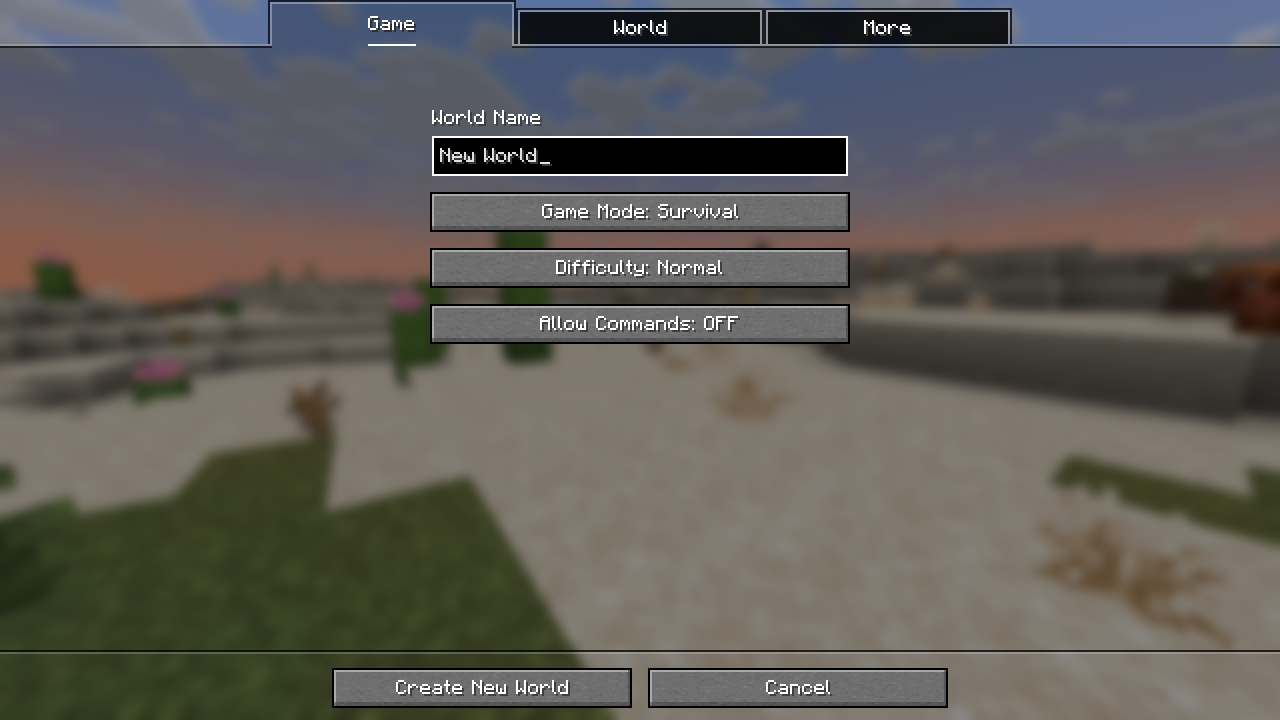 Game World More
World Name
New World_
Game Mode: Survival
Difficulty: Normal
Allow Commands: OFF
Create New World Cancel